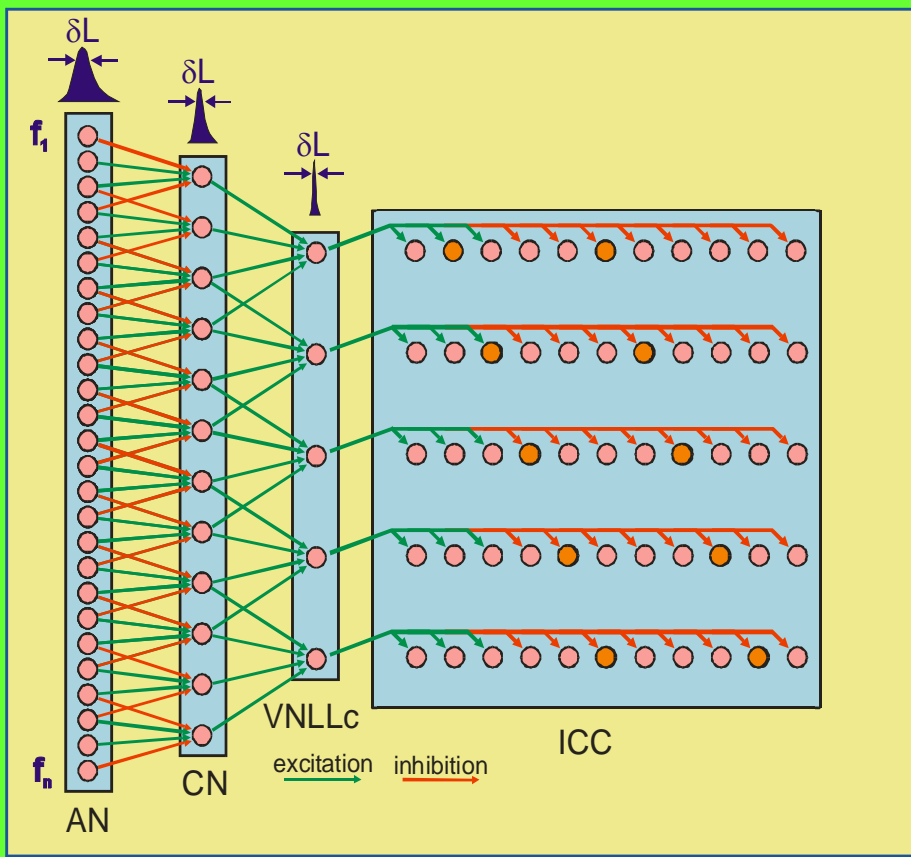 δL
δL
δL
f1
fn
AN
CN
VNLLc
ICC
excitation
inhibition